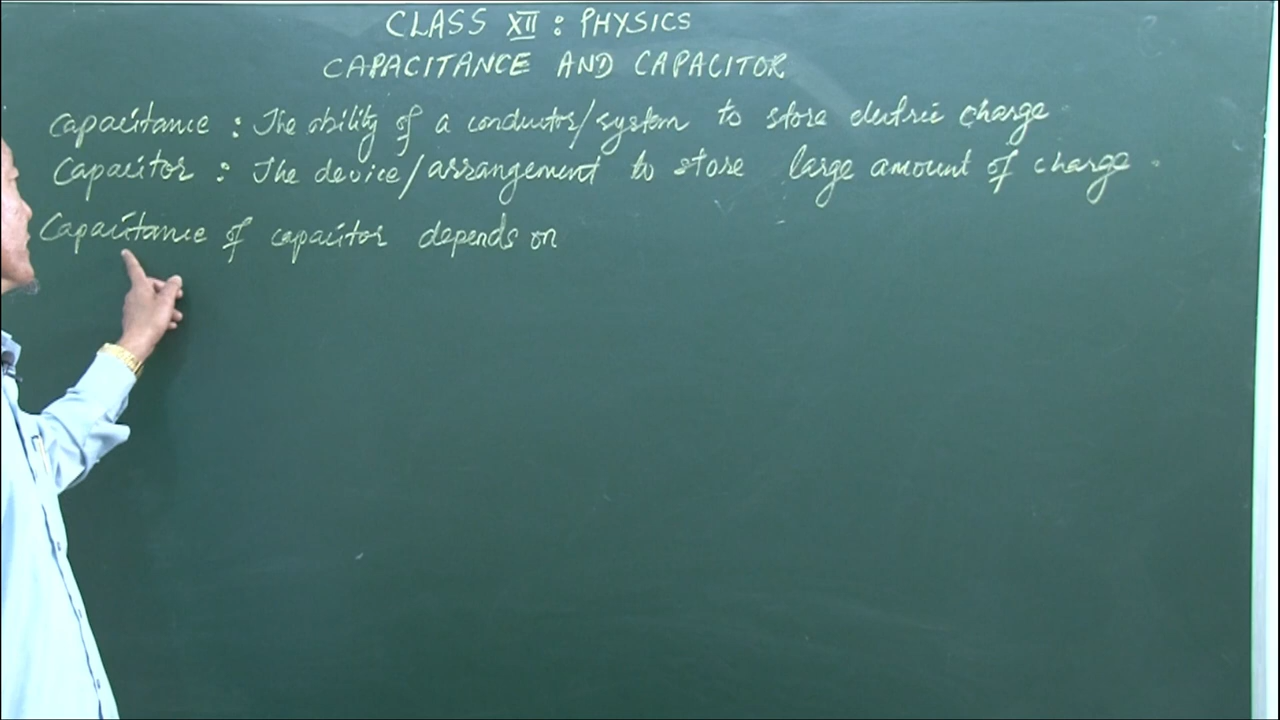 CLASS XII : PHYSICS
CAPACITANCE AND CAPACITOR
Capacitance : The ability of a conductor/system to store electric charge
Capacitor : The device/arrangement to store large amount of charge.
Capacitance of capacitor depends on